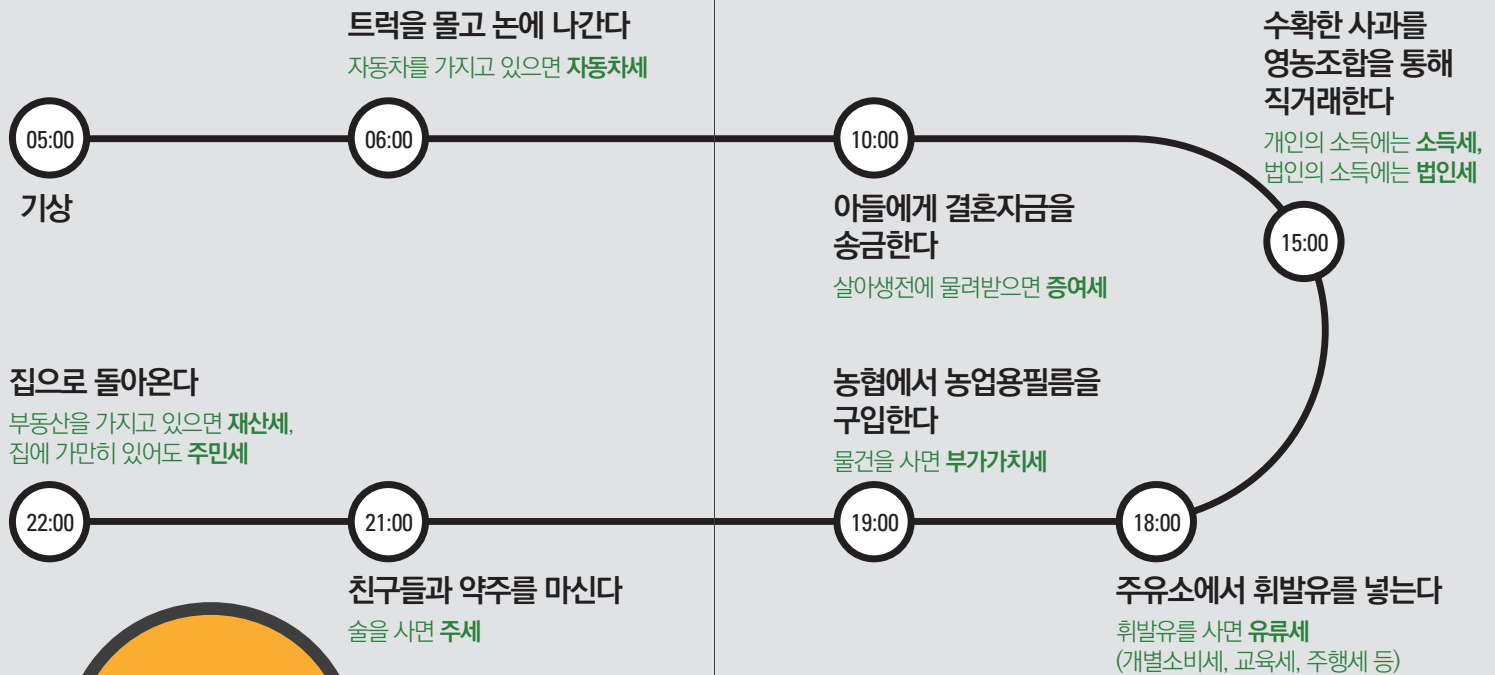 05:00
기상
트럭을 몰고 논에 나간다
자동차를 가지고 있으면 자동차세
06:00
10:00
아들에게 결혼자금을
송금한다
살아생전에 물려받으면 증여세
수확한 사과를
영농조합을 통해
직거래한다
개인의 소득에는 소득세,
법인의 소득에는 법인세
15:00
18:00
주유소에서 휘발유를 넣는다
휘발유를 사면 유류세
(개별소비세, 교육세, 주행세 등)
농협에서 농업용필름을
구입한다
물건을 사면 부가가치세
19:00
21:00
친구들과 약주를 마신다
술을 사면 주세
집으로 돌아온다
부동산을 가지고 있으면 재산세,
집에 가만히 있어도 주민세
22:00